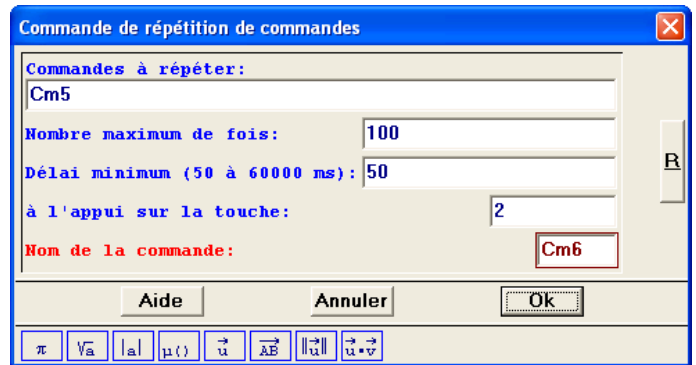 Commande de répétition de commandes
Commandes à répéter:
Cm5
Nombre maximum de fois: 100
Délai minimum (50 à 60000 ms): 50
à l'appui sur la touche: 2
Nom de la commande: Cm6
R
Aide Annuler Ok
π √a |a| μ() u⃗ AB⃗ ||u⃗|| u⃗•v⃗